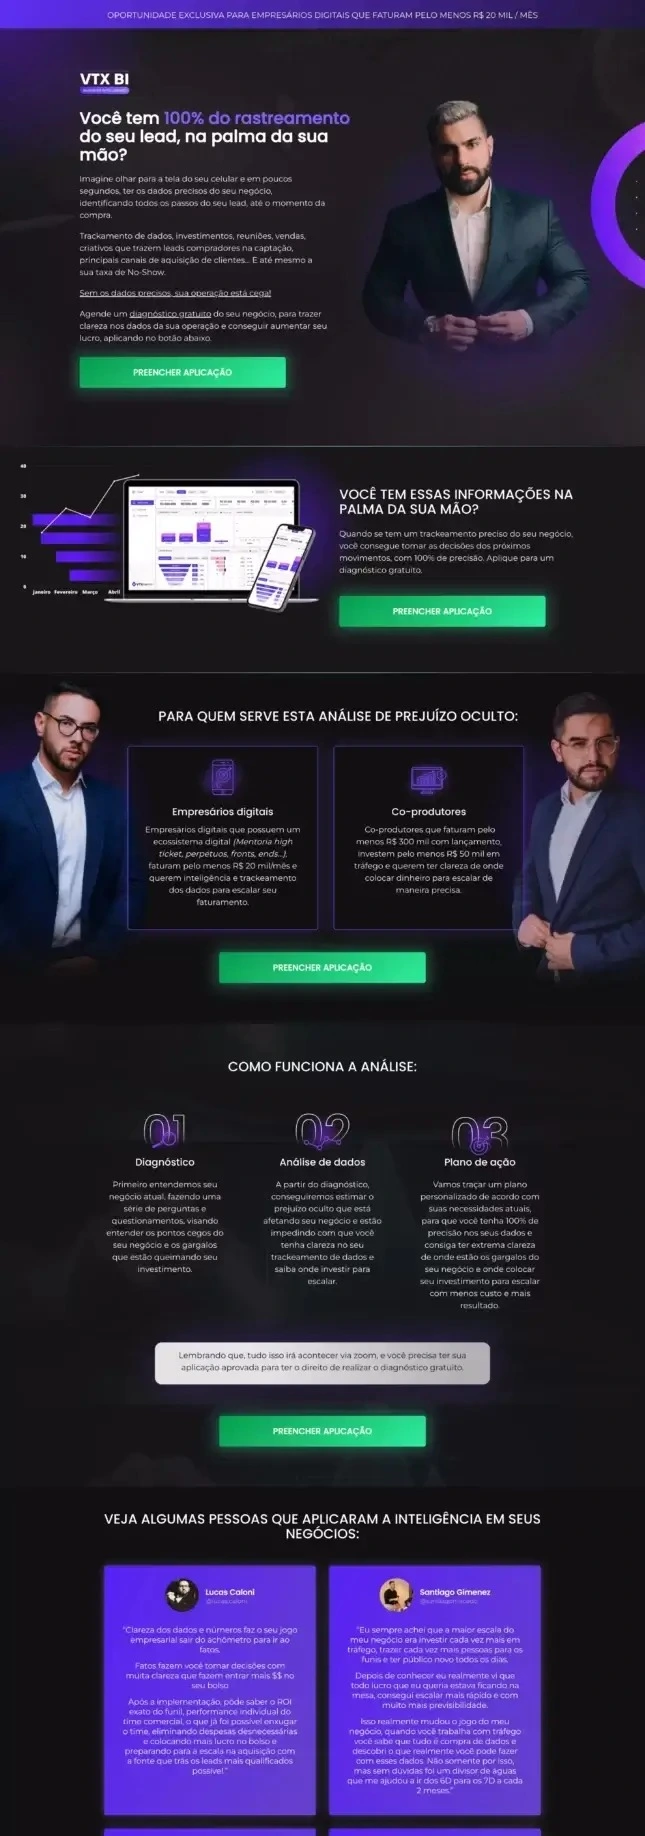 OPORTUNIDADE EXCLUSIVA PARA EMPRESÁRIOS DIGITAIS QUE FATURAM PELO MENOS R$ 20 MIL / MÊS
VTX BI
Você tem 100% do rastreamento
do seu lead, na palma da sua
mão?
Imagine olhar para a tela do seu celular e em poucos
segundos, ter os dados precisos do seu negócio,
identificando todos os passos do seu lead, até o momento da
compra.
Trackamento de dados, investimentos, reuniões, vendas,
criativos que trazem leads compradores na captação,
principais canais de aquisição de clientes... E até mesmo a
sua taxa de No-Show.
Sem os dados precisos, sua operação está cega!
Agende um diagnóstico gratuito do seu negócio, para trazer
clareza nos dados da sua operação e conseguir aumentar seu
lucro, aplicando no botão abaixo.
PREENCHER APLICAÇÃO
40
30
20
10
0
Janeiro Fevereiro Março Abril
VOCÊ TEM ESSAS INFORMAÇÕES NA
PALMA DA SUA MÃO?
Quando se tem um trackeamento preciso do seu negócio,
você consegue tomar as decisões dos próximos
movimentos, com 100% de precisão. Aplique para um
diagnóstico gratuito.
PREENCHER APLICAÇÃO
PARA QUEM SERVE ESTA ANÁLISE DE PREJUÍZO OCULTO:
Empresários digitais
Empresários digitais que possuem um
ecossistema digital (Mentoria high
ticket, perpétuos, fronts, ends...),
faturam pelo menos R$ 20 mil/mês e
querem inteligência e trackeamento
dos dados para escalar seu
faturamento.
Co-produtores
Co-produtores que faturam pelo
menos R$ 300 mil com lançamento,
investem pelo menos R$ 50 mil em
tráfego e querem ter clareza de onde
colocar dinheiro para escalar de
maneira precisa.
PREENCHER APLICAÇÃO
COMO FUNCIONA A ANÁLISE:
01
Diagnóstico
Primeiro entendemos seu
negócio atual, fazendo uma
série de perguntas e
questionamentos, visando
entender os pontos cegos do
seu negócio e os gargalos
que estão queimando seu
investimento.
02
Análise de dados
A partir do diagnóstico,
conseguiremos estimar o
prejuízo oculto que está
afetando seu negócio e estão
impedindo com que você
tenha clareza no seu
trackeamento de dados e
saiba onde investir para
escalar.
03
Plano de ação
Vamos traçar um plano
personalizado de acordo com
suas necessidades atuais,
para que você tenha 100% de
precisão nos seus dados e
consiga ter extrema clareza
de onde estão os gargalos do
seu negócio e onde colocar
seu investimento para escalar
com menos custo e mais
resultado.
Lembrando que, tudo isso irá acontecer via zoom, e você precisa ter sua
aplicação aprovada para ter o direito de realizar o diagnóstico gratuito.
PREENCHER APLICAÇÃO
VEJA ALGUMAS PESSOAS QUE APLICARAM A INTELIGÊNCIA EM SEUS
NEGÓCIOS:
Lucas Caloni
"Clareza dos dados e números faz o seu jogo
empresarial sair do achômetro para ir ao
fatos.
Fatos fazem você tomar decisões com
muita clareza que fazem entrar mais $$ no
seu bolso
Após a implementação, pôde saber o ROI
exato do funil, performance individual do
time comercial, o que já foi possível enxugar
o time, eliminando despesas desnecessárias
e colocando mais lucro no bolso e
preparando para a escala na aquisição com
a fonte que trás os leads mais qualificados
possível."
Santiago Gimenez
"Eu sempre achei que a maior escala do
meu negócio era investir cada vez mais em
tráfego, trazer cada vez mais pessoas para os
funis e ter público novo todos os dias.
Depois de conhecer eu realmente vi que
todo lucro que eu queria estava ficando na
mesa, consegui escalar mais rápido e com
muito mais previsibilidade.
Isso realmente mudou o jogo do meu
negócio, quando você trabalha com tráfego
você sabe que tudo é compra de dados e
descobri o que realmente você pode fazer
com esses dados. Não somente por isso,
mas sem dúvidas foi um divisor de águas
que me ajudou a ir dos 6D para os 7D a cada
2 meses."